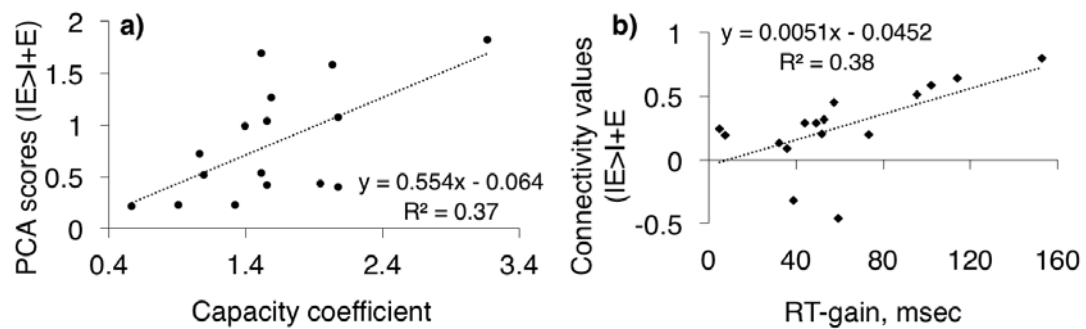 a)
PCA scores (IE>I+E)
2
1.5
1
0.5
0
y = 0.554x - 0.064
R² = 0.37
0.4 1.4 2.4 3.4
Capacity coefficient
b)
Connectivity values
(IE>I+E
y = 0.0051x - 0.0452
R² = 0.38
1
0.5
0
-0.5
0 40 80 120 160
RT-gain, msec